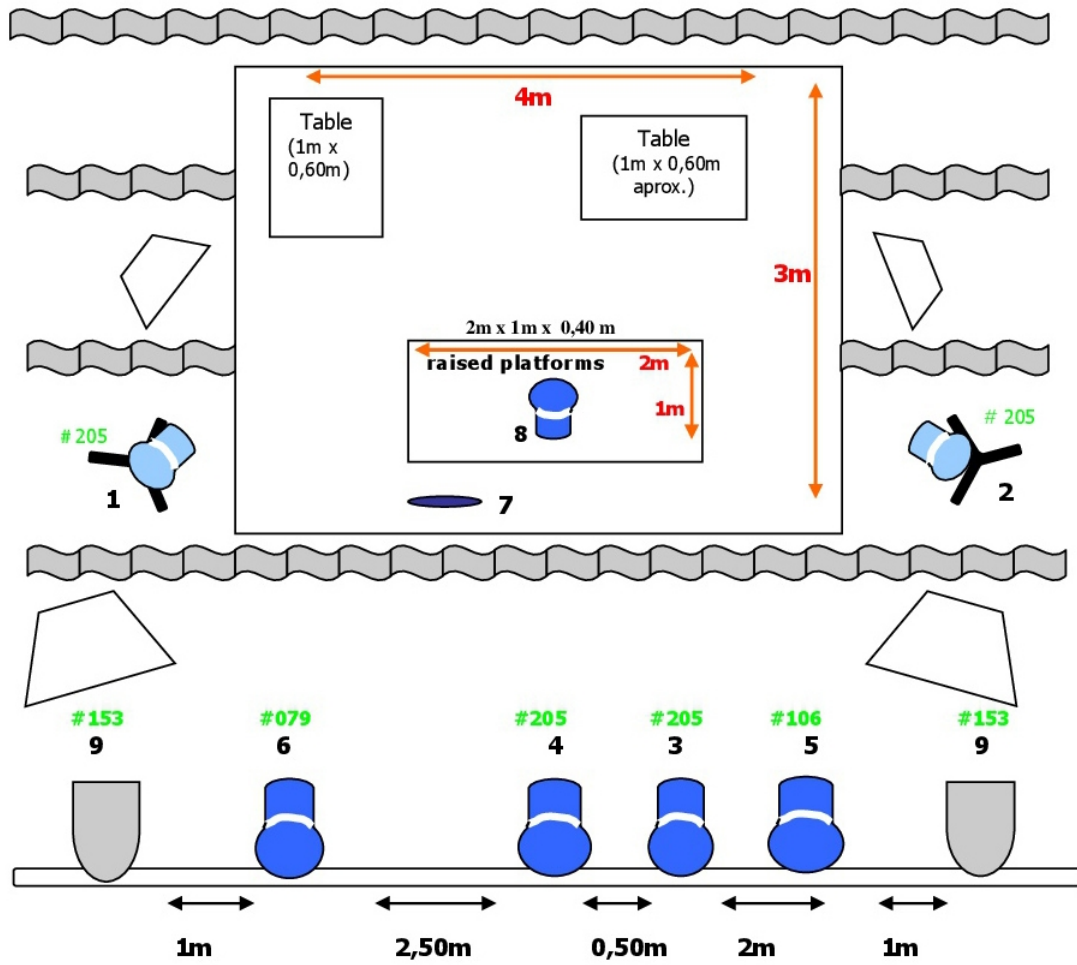 4m
Table
(1m x
0,60m)
Table
(1m x 0,60m
aprox.)
3m
2m x 1m x 0,40 m
raised platforms
2m
1m
8
7
#205
1
# 205
2
#153
9
#079
6
#205
4
#205
3
#106
5
#153
9
1m
2,50m
0,50m
2m
1m